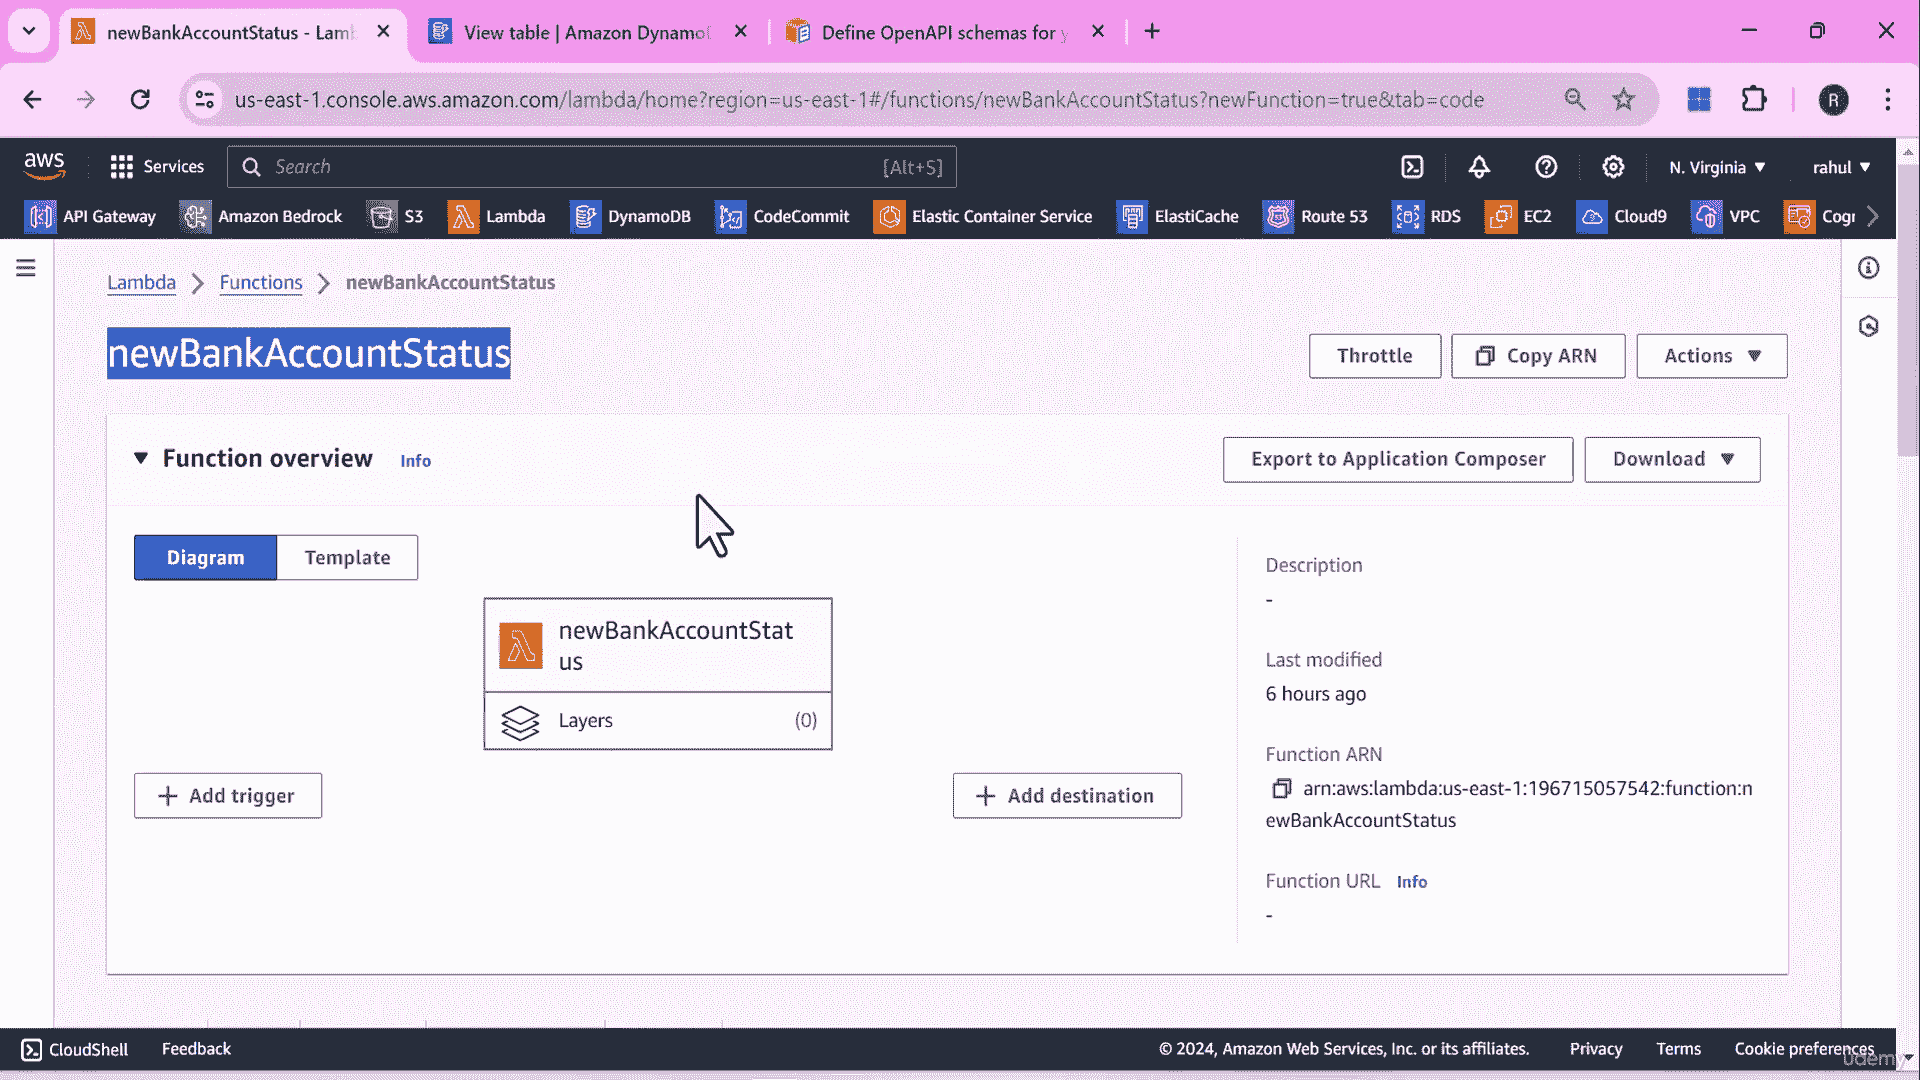 newBankAccountStatus - Lam
View table | Amazon Dynamo
Define OpenAPI schemas for y
us-east-1.console.aws.amazon.com/lambda/home?region=us-east-1#/functions/newBankAccountStatus?newFunction=true&tab=code
R
aws
Services
Search
[Alt+S]
N. Virginia
rahul
API Gateway
Amazon Bedrock
S3
Lambda
DynamoDB
CodeCommit
Elastic Container Service
ElastiCache
Route 53
RDS
EC2
Cloud9
VPC
Cogr
Lambda
Functions
newBankAccountStatus
newBankAccountStatus
Throttle
Copy ARN
Actions
Function overview
Info
Export to Application Composer
Download
Diagram
Template
newBankAccountStat
us
Layers
(0)
Add trigger
Add destination
Description
-
Last modified
6 hours ago
Function ARN
arn:aws:lambda:us-east-1:196715057542:function:n
ewBankAccountStatus
Function URL
Info
-
CloudShell
Feedback
© 2024, Amazon Web Services, Inc. or its affiliates.
Privacy
Terms
Cookie preferences
udemy